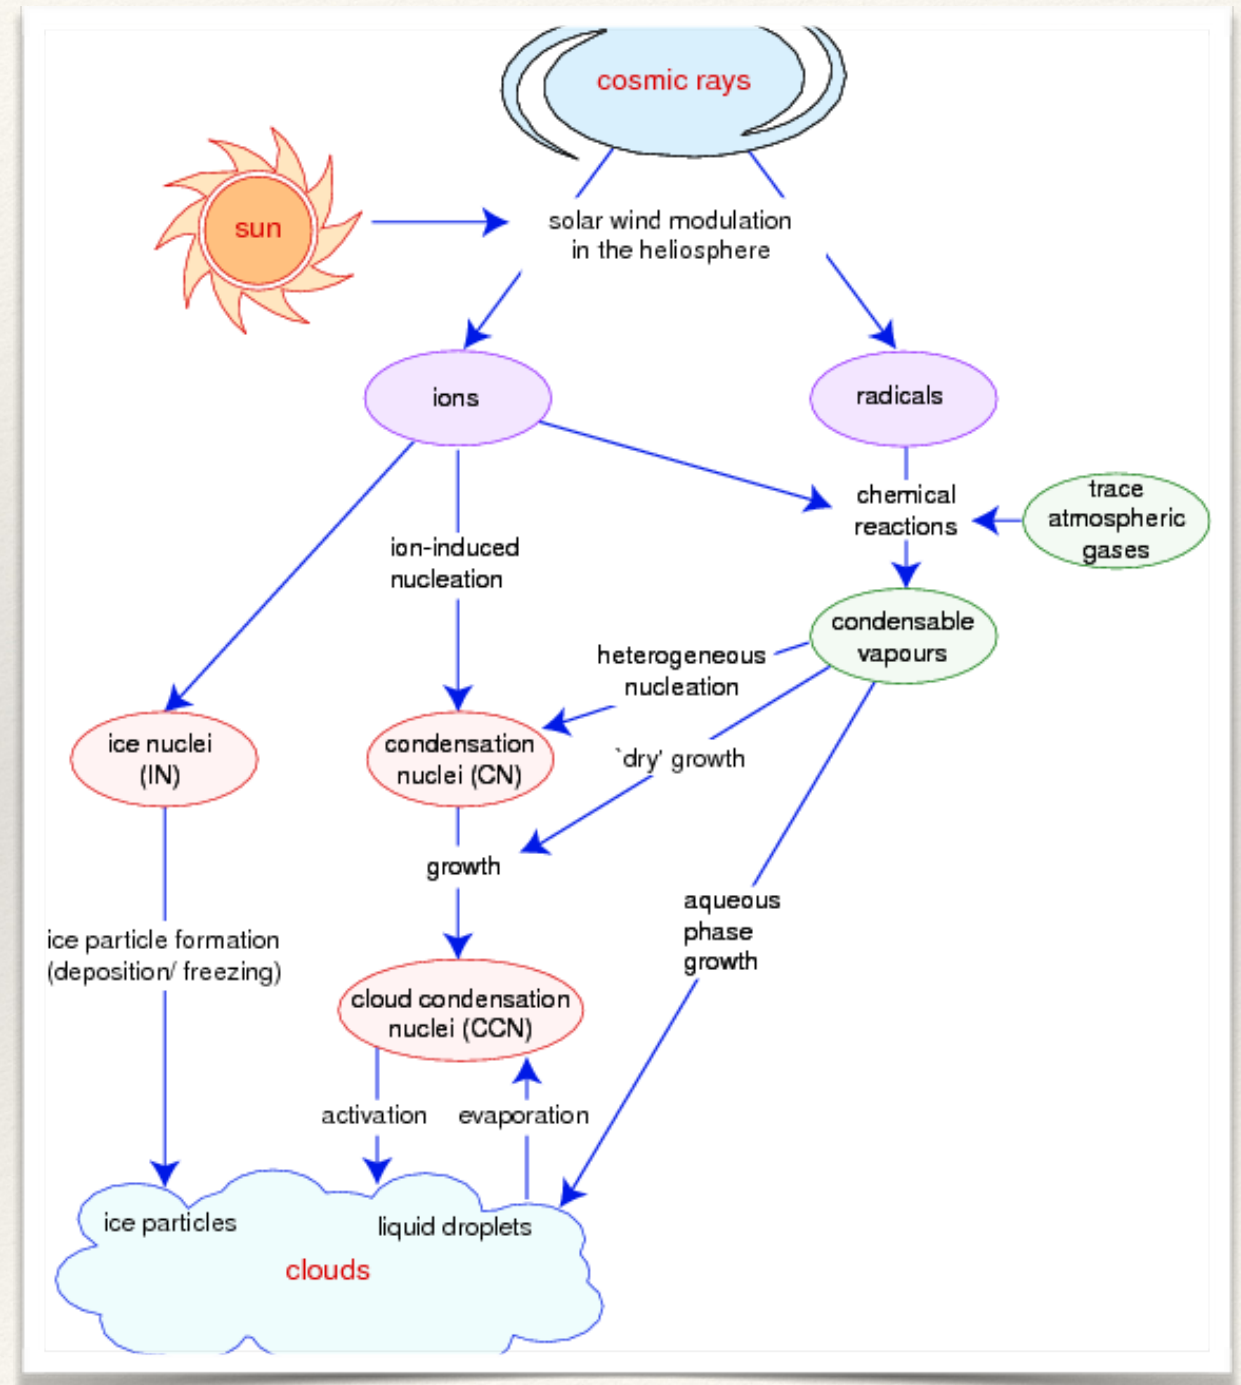 cosmic rays
sun
solar wind modulation
in the heliosphere
ions
radicals
chemical
reactions
trace
atmospheric
gases
ion-induced
nucleation
condensable
vapours
heterogeneous
nucleation
ice nuclei
(IN)
condensation
nuclei (CN)
`dry' growth
growth
aqueous
phase
growth
ice particle formation
(deposition/ freezing)
cloud condensation
nuclei (CCN)
activation
evaporation
ice particles
liquid droplets
clouds